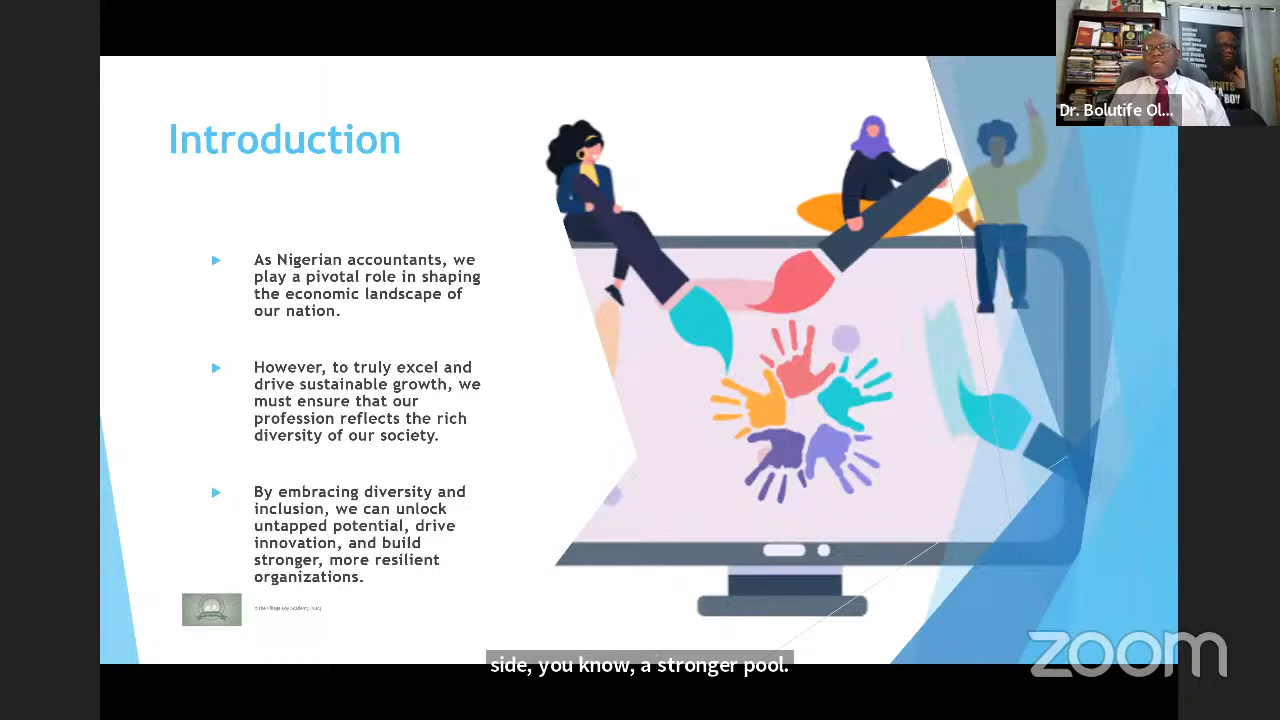 Dr. Bolutife Ol...
Introduction
As Nigerian accountants, we
play a pivotal role in shaping
the economic landscape of
our nation.
However, to truly excel and
drive sustainable growth, we
must ensure that our
profession reflects the rich
diversity of our society.
By embracing diversity and
inclusion, we can unlock
untapped potential, drive
innovation, and build
stronger, more resilient
organizations.
side, you know, a stronger pool.
zoom